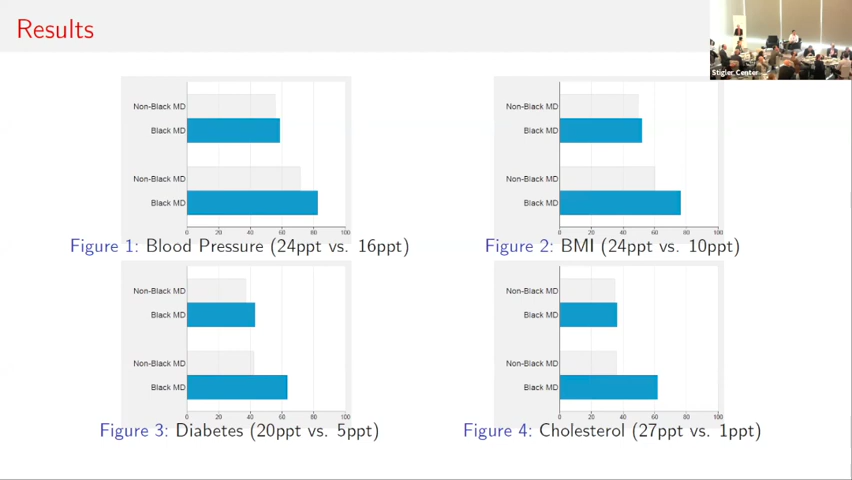 Results
Stigler Center
Non-Black MD
Black MD
Non-Black MD
Black MD
0 20 40 60 80 100
Figure 1: Blood Pressure (24ppt vs. 16ppt)
Non-Black MD
Black MD
Non-Black MD
Black MD
0 20 40 60 80 100
Figure 2: BMI (24ppt vs. 10ppt)
Non-Black MD
Black MD
Non-Black MD
Black MD
0 20 40 60 80 100
Figure 3: Diabetes (20ppt vs. 5ppt)
Non-Black MD
Black MD
Non-Black MD
Black MD
0 20 40 60 80 100
Figure 4: Cholesterol (27ppt vs. 1ppt)